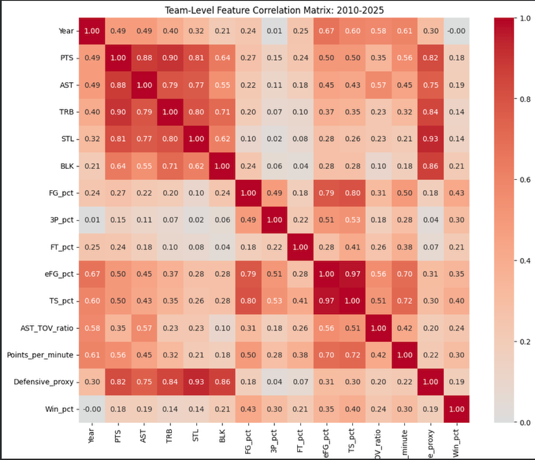 Team-Level Feature Correlation Matrix: 2010-2025
Year 1.00 0.49 0.49 0.40 0.32 0.21 0.24 0.01 0.25 0.67 0.60 0.58 0.61 0.30 -0.00
PTS 0.49 1.00 0.88 0.90 0.81 0.64 0.27 0.15 0.24 0.50 0.50 0.35 0.56 0.82 0.18
AST 0.49 0.88 1.00 0.79 0.77 0.55 0.22 0.11 0.18 0.45 0.43 0.57 0.45 0.75 0.19
TRB 0.40 0.90 0.79 1.00 0.80 0.71 0.20 0.07 0.10 0.37 0.35 0.23 0.32 0.84 0.14
STL 0.32 0.81 0.77 0.80 1.00 0.62 0.10 0.02 0.08 0.26 0.28 0.23 0.21 0.93 0.14
BLK 0.21 0.64 0.55 0.71 0.62 1.00 0.24 0.06 0.04 0.28 0.28 0.10 0.18 0.86 0.21
FG_pct 0.24 0.27 0.22 0.20 0.10 0.24 1.00 0.49 0.18 0.79 0.80 0.31 0.50 0.18 0.43
3P_pct 0.01 0.15 0.11 0.07 0.02 0.06 0.49 1.00 0.22 0.51 0.53 0.18 0.28 0.04 0.30
FT_pct 0.25 0.24 0.18 0.10 0.08 0.04 0.18 0.22 1.00 0.28 0.41 0.26 0.38 0.07 0.21
eFG_pct 0.67 0.50 0.45 0.37 0.26 0.28 0.79 0.51 0.28 1.00 0.97 0.56 0.70 0.31 0.35
TS_pct 0.60 0.50 0.43 0.35 0.26 0.28 0.80 0.53 0.41 0.97 1.00 0.51 0.72 0.30 0.40
AST_TOV_ratio 0.58 0.35 0.57 0.23 0.23 0.10 0.31 0.18 0.26 0.56 0.51 1.00 0.42 0.20 0.24
Points_per_minute 0.61 0.56 0.45 0.32 0.21 0.18 0.50 0.28 0.38 0.70 0.72 0.42 1.00 0.22 0.30
Defensive_proxy 0.30 0.82 0.75 0.84 0.93 0.86 0.18 0.04 0.07 0.31 0.30 0.20 0.22 1.00 0.19
Win_pct -0.00 0.18 0.19 0.14 0.14 0.21 0.43 0.30 0.21 0.35 0.40 0.24 0.30 0.19 1.00
Year PTS AST TRB STL BLK FG_pct 3P_pct FT_pct eFG_pct TS_pct OV_ratio _minute e_proxy Win_pct
1.0
0.8
0.6
0.4
0.2
0.0